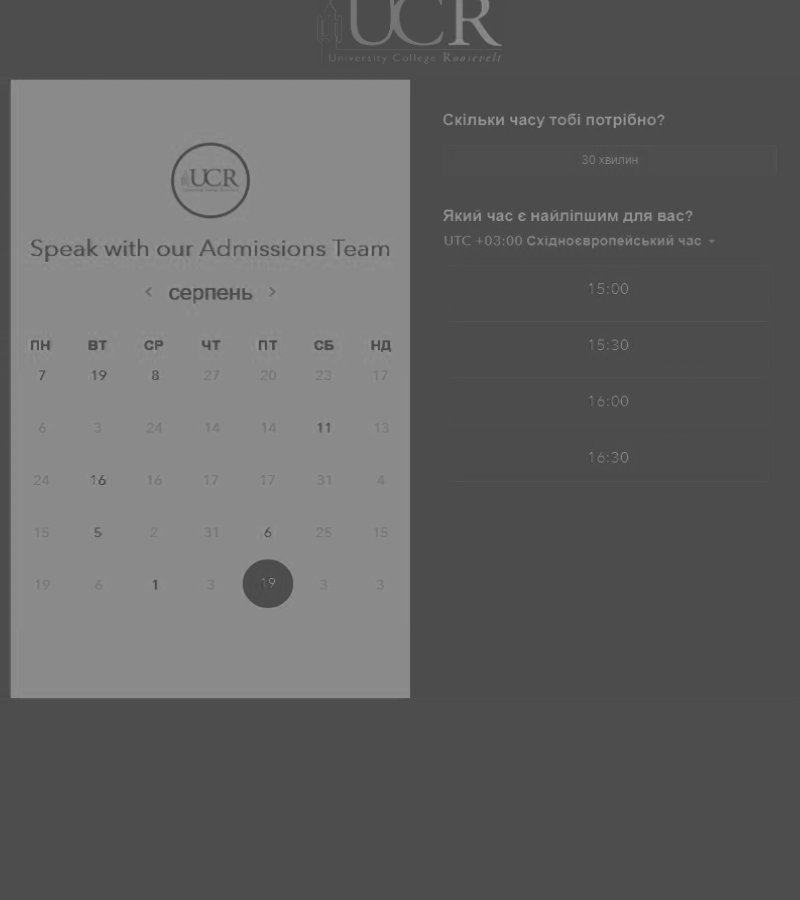 UCR
University College Roosevelt
UCR
Speak with our Admissions Team
‹ серпень ›
ПН ВТ СР ЧТ ПТ СБ НД
7 19 8 27 20 23 17
6 3 24 14 14 11 13
24 16 16 17 17 31 4
15 5 2 31 6 25 15
19 6 1 3 19 3 3
Скільки часу тобі потрібно?
30 хвилин
Який час є найліпшим для вас?
UTC +03:00 Східноєвропейський час
15:00
15:30
16:00
16:30